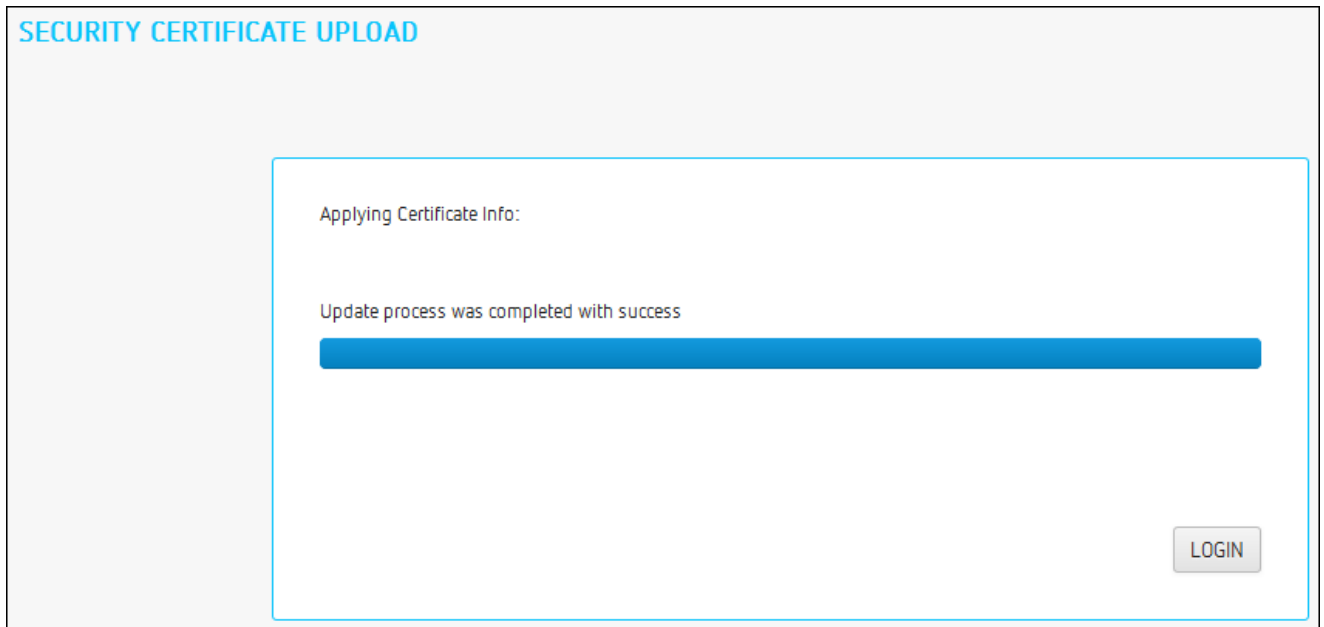 SECURITY CERTIFICATE UPLOAD
Applying Certificate Info:
Update process was completed with success
LOGIN